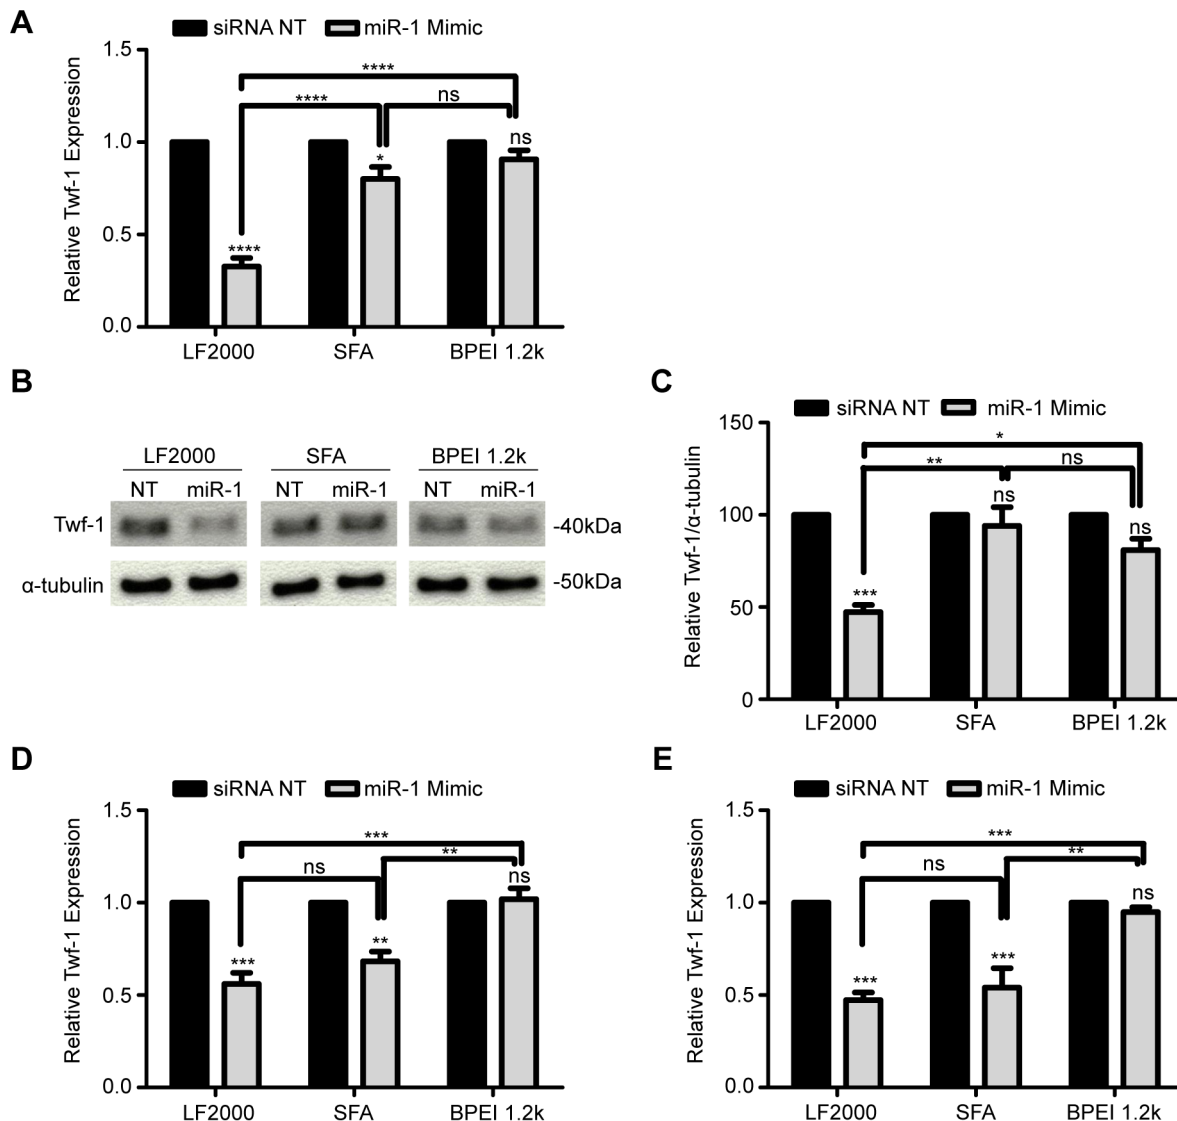 A
siRNA NT miR-1 Mimic
Relative Twf-1 Expression
1.5
1.0
0.5
0.0
****
**** ns
ns
*
****
LF2000 SFA BPEI 1.2k
B
LF2000 SFA BPEI 1.2k
NT miR-1 NT miR-1 NT miR-1
Twf-1 -40kDa
α-tubulin -50kDa
C
siRNA NT miR-1 Mimic
Relative Twf-1/α-tubulin
150
100
50
0
*
** ns
ns
ns
***
LF2000 SFA BPEI 1.2k
D
siRNA NT miR-1 Mimic
Relative Twf-1 Expression
1.5
1.0
0.5
0.0
***
**
ns
ns
**
***
LF2000 SFA BPEI 1.2k
E
siRNA NT miR-1 Mimic
Relative Twf-1 Expression
1.5
1.0
0.5
0.0
***
**
ns
ns
***
***
LF2000 SFA BPEI 1.2k